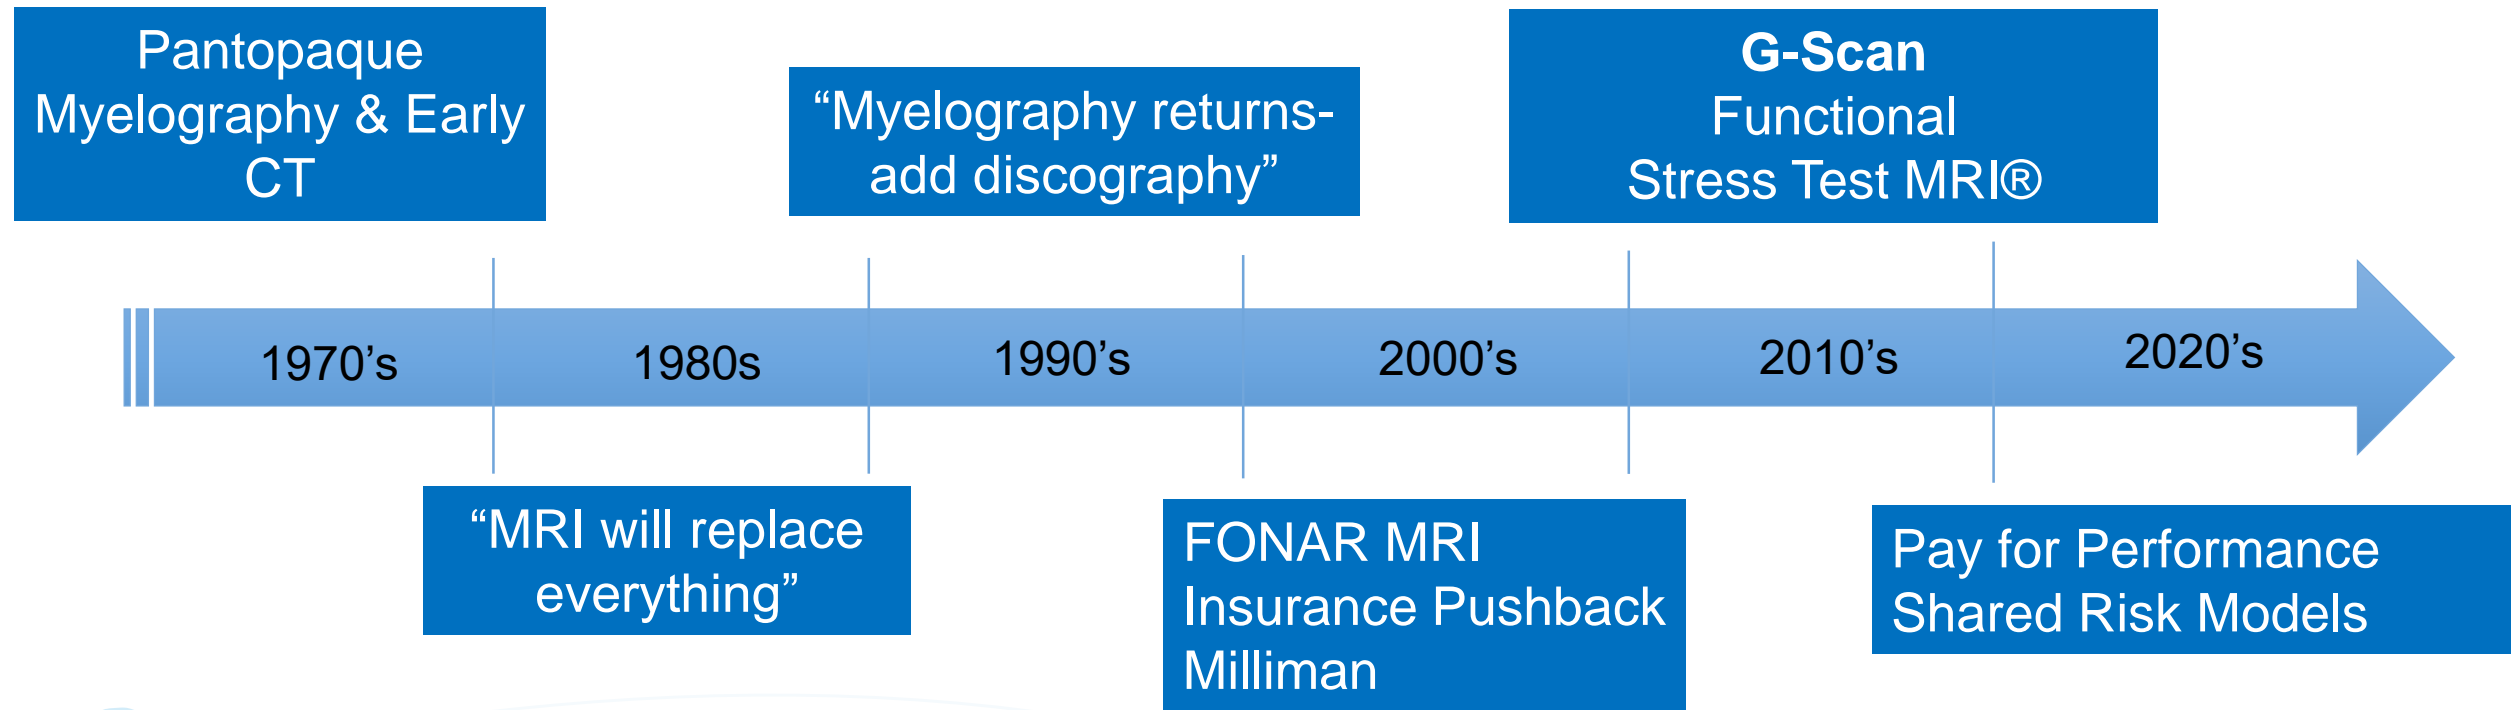 Pantopaque
Myelography & Early
CT
“Myelography returns-
add discography”
G-Scan
Functional
Stress Test MRI®
1970’s
1980s
1990’s
2000’s
2010’s
2020’s
“MRI will replace
everything”
FONAR MRI
Insurance Pushback
Milliman
Pay for Performance
Shared Risk Models